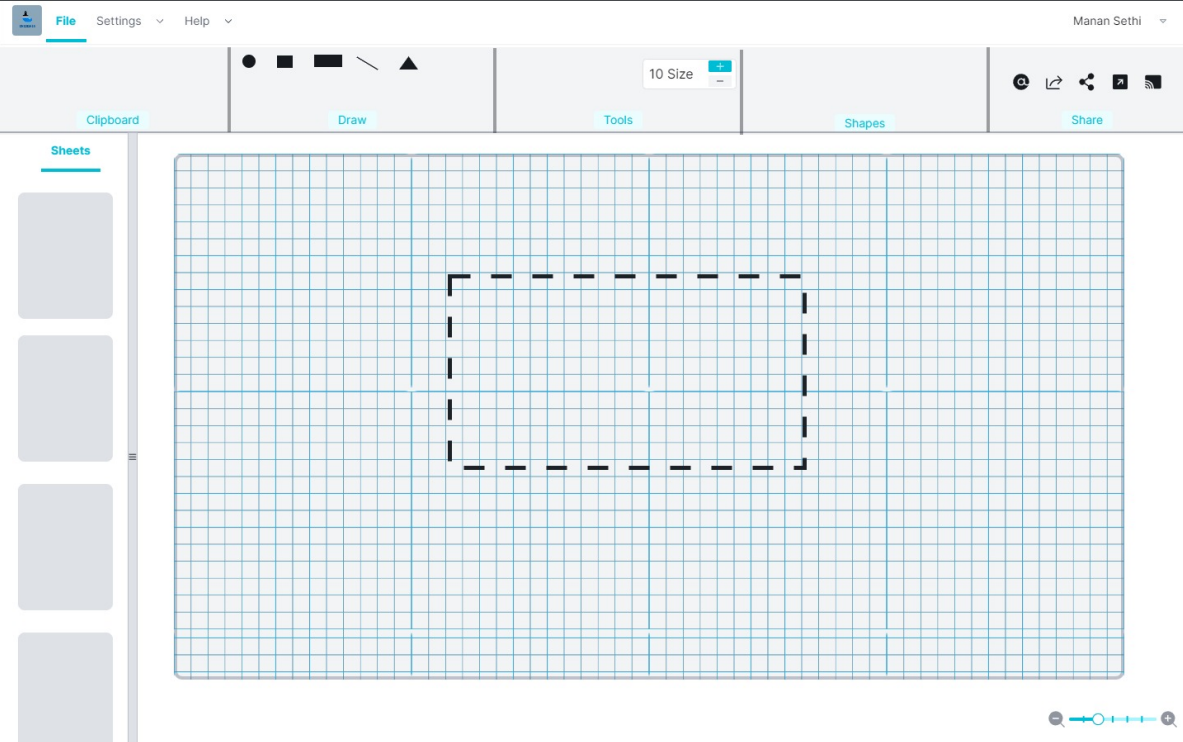 File Settings Help Manan Sethi
10 Size
Clipboard Draw Tools Shapes Share
Sheets